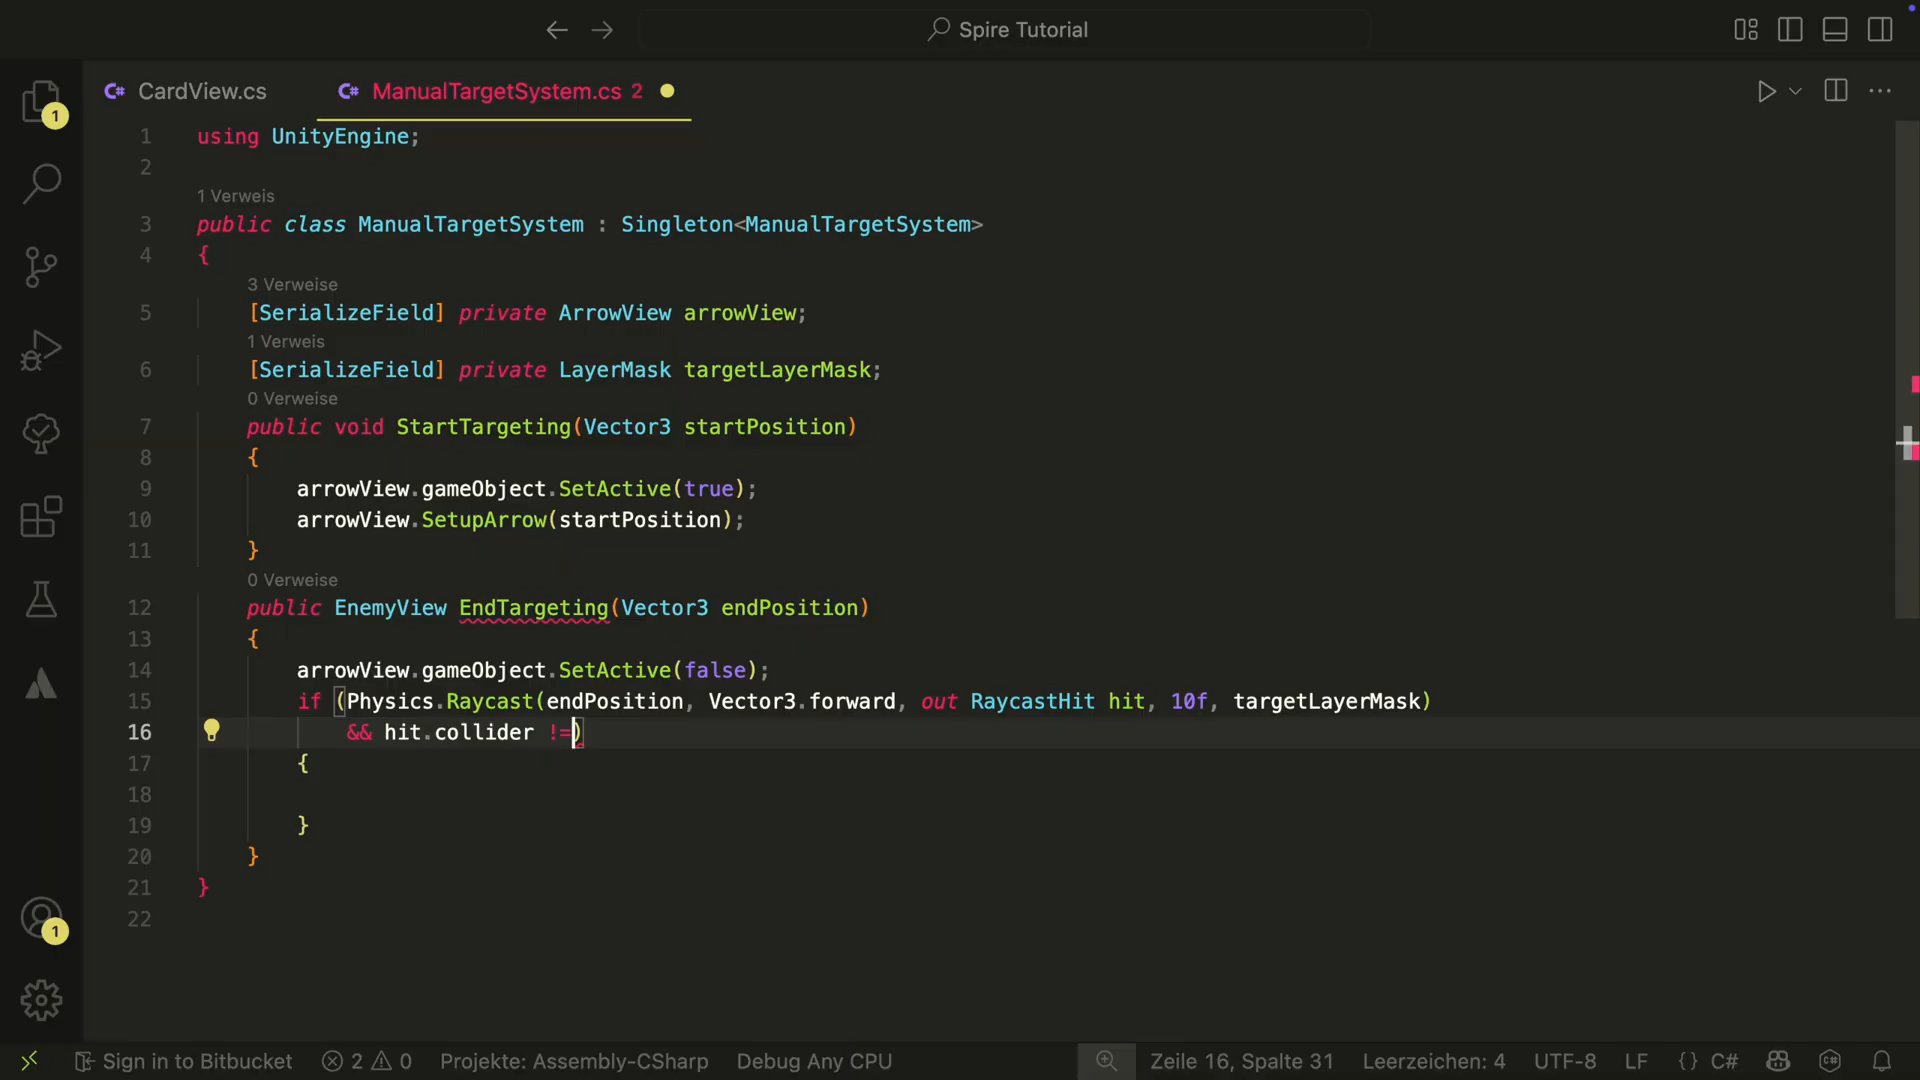 Spire Tutorial
CardView.cs
ManualTargetSystem.cs 2
1
1 using UnityEngine;
2
1 Verweis
3 public class ManualTargetSystem : Singleton<ManualTargetSystem>
4 {
3 Verweise
5 [SerializeField] private ArrowView arrowView;
1 Verweis
6 [SerializeField] private LayerMask targetLayerMask;
0 Verweise
7 public void StartTargeting(Vector3 startPosition)
8 {
9 arrowView.gameObject.SetActive(true);
10 arrowView.SetupArrow(startPosition);
11 }
0 Verweise
12 public EnemyView EndTargeting(Vector3 endPosition)
13 {
14 arrowView.gameObject.SetActive(false);
15 if (Physics.Raycast(endPosition, Vector3.forward, out RaycastHit hit, 10f, targetLayerMask)
16 && hit.collider !=)
17 {
18
19 }
20 }
21 }
22
1
Sign in to Bitbucket 2 0 Projekte: Assembly-CSharp Debug Any CPU Zeile 16, Spalte 31 Leerzeichen: 4 UTF-8 LF {} C#